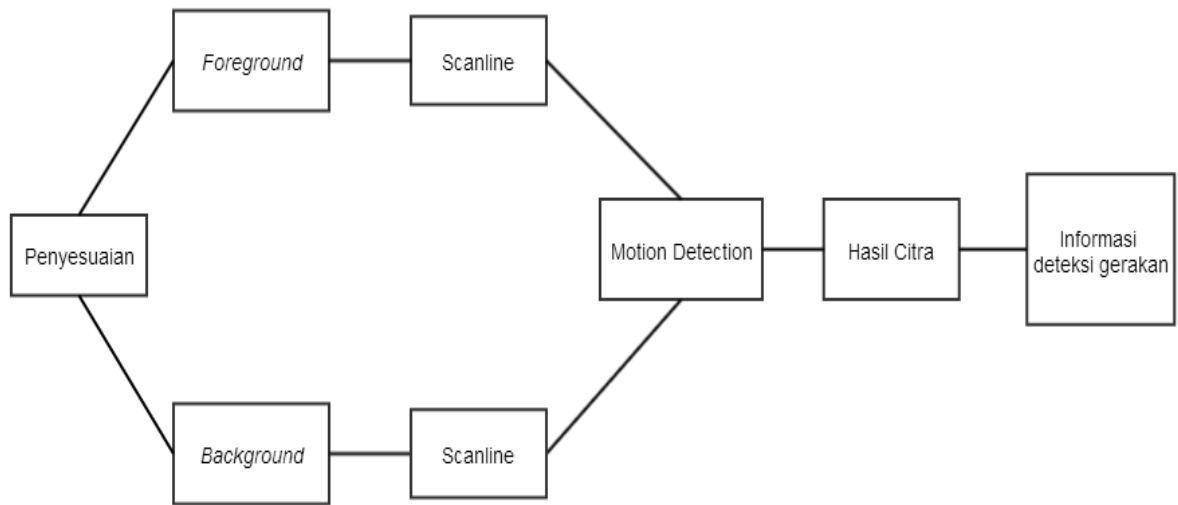 Foreground
Scanline
Penyesuaian
Motion Detection
Hasil Citra
Informasi
deteksi gerakan
Background
Scanline